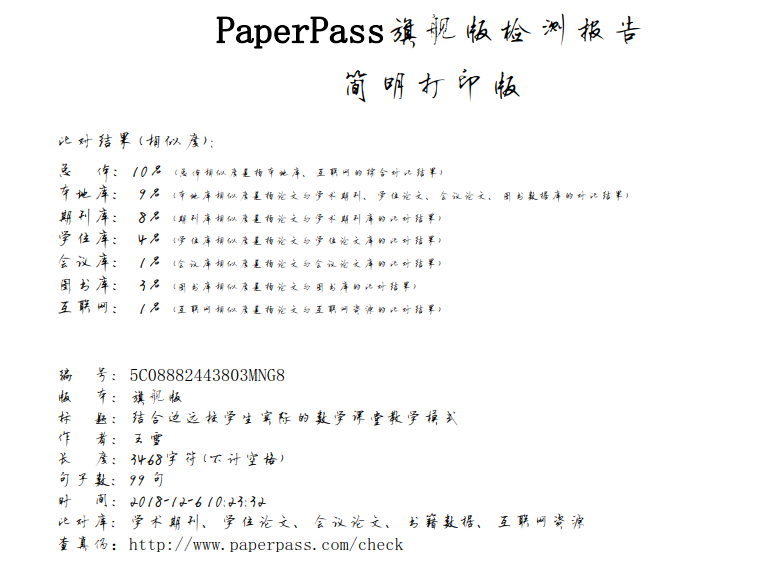 PaperPass旗舰版检测报告
简明打印版
比对结果(相似度):
总 体: 10% (总体相似度是指本地库、互联网的综合对比结果)
本地库: 9% (本地库相似度是指论文与学术期刊、学位论文、会议论文、图书数据库的对比结果)
期刊库: 8% (期刊库相似度是指论文与学术期刊库的比对结果)
学位库: 4% (学位库相似度是指论文与学位论文库的比对结果)
会议库: 1% (会议库相似度是指论文与会议论文库的比对结果)
图书库: 3% (图书库相似度是指论文与图书库的比对结果)
互联网: 1% (互联网相似度是指论文与互联网资源的比对结果)
编 号: 5C08882443803MNG8
版 本: 旗舰版
标 题: 结合边远校学生实际的数学课堂教学模式
作 者: 王雪
长 度: 3468字符(不计空格)
句子数: 99句
时 间: 2018-12-6 10:23:32
比对库: 学术期刊、学位论文、会议论文、书籍数据、互联网资源
查真伪: http://www.paperpass.com/check